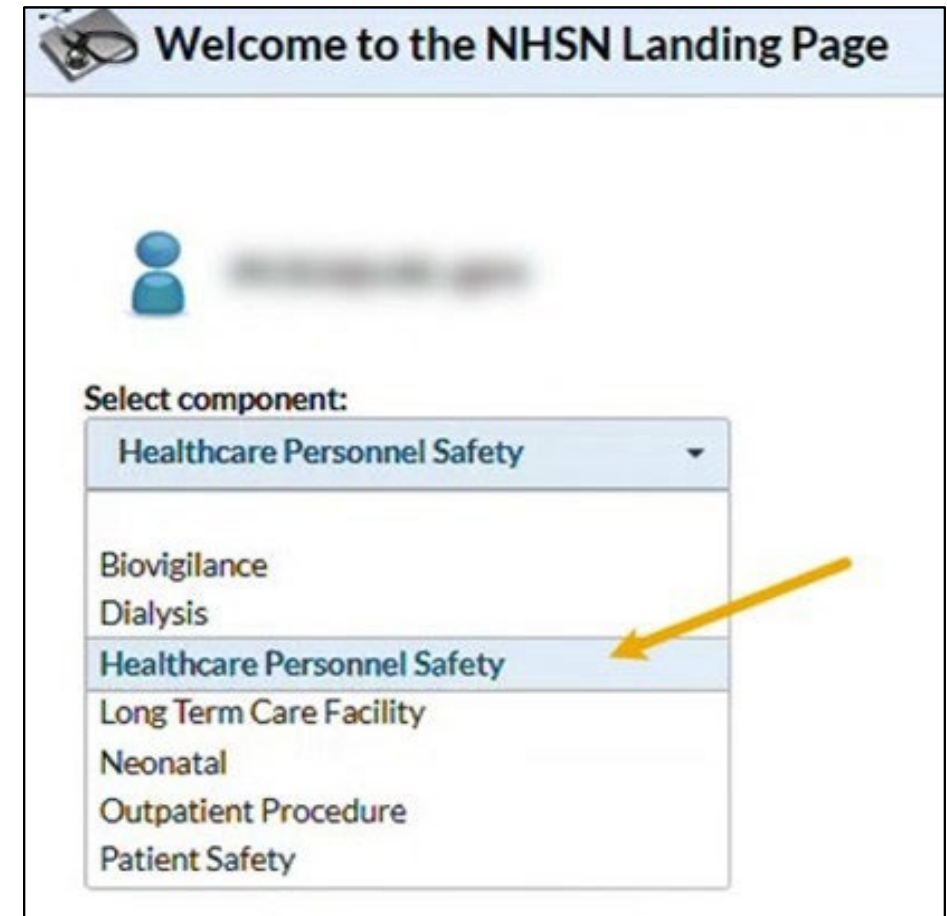 Welcome to the NHSN Landing Page
Select component:
Healthcare Personnel Safety
Biovigilance
Dialysis
Healthcare Personnel Safety
Long Term Care Facility
Neonatal
Outpatient Procedure
Patient Safety